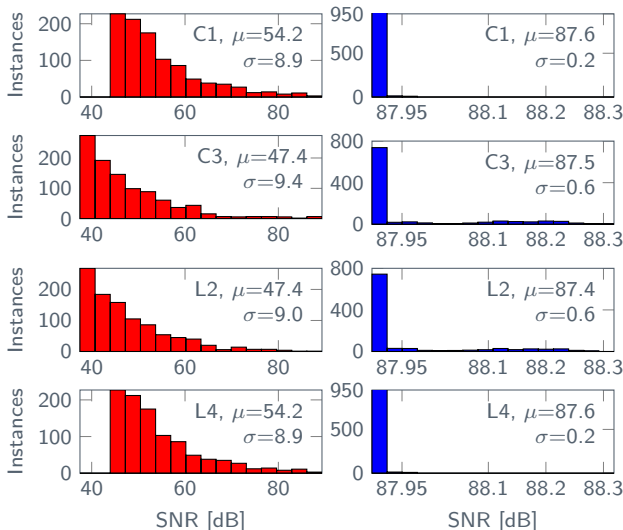 Instances
200
100
0
40
60
80
C1, μ=54.2
σ=8.9
950
500
0
87.95
88.1
88.2
88.3
C1, μ=87.6
σ=0.2
Instances
200
100
0
40
60
80
C3, μ=47.4
σ=9.4
800
400
0
87.95
88.1
88.2
88.3
C3, μ=87.5
σ=0.6
Instances
200
100
0
40
60
80
L2, μ=47.4
σ=9.0
800
400
0
87.95
88.1
88.2
88.3
L2, μ=87.4
σ=0.6
Instances
200
100
0
40
60
80
L4, μ=54.2
σ=8.9
950
500
0
87.95
88.1
88.2
88.3
L4, μ=87.6
σ=0.2
SNR [dB]
SNR [dB]